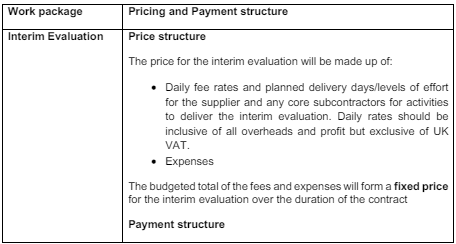 Work package
Pricing and Payment structure
Interim Evaluation
Price structure
The price for the interim evaluation will be made up of:
• Daily fee rates and planned delivery days/levels of effort
for the supplier and any core subcontractors for activities
to deliver the interim evaluation. Daily rates should be
inclusive of all overheads and profit but exclusive of UK
VAT.
• Expenses
The budgeted total of the fees and expenses will form a fixed price
for the interim evaluation over the duration of the contract
Payment structure